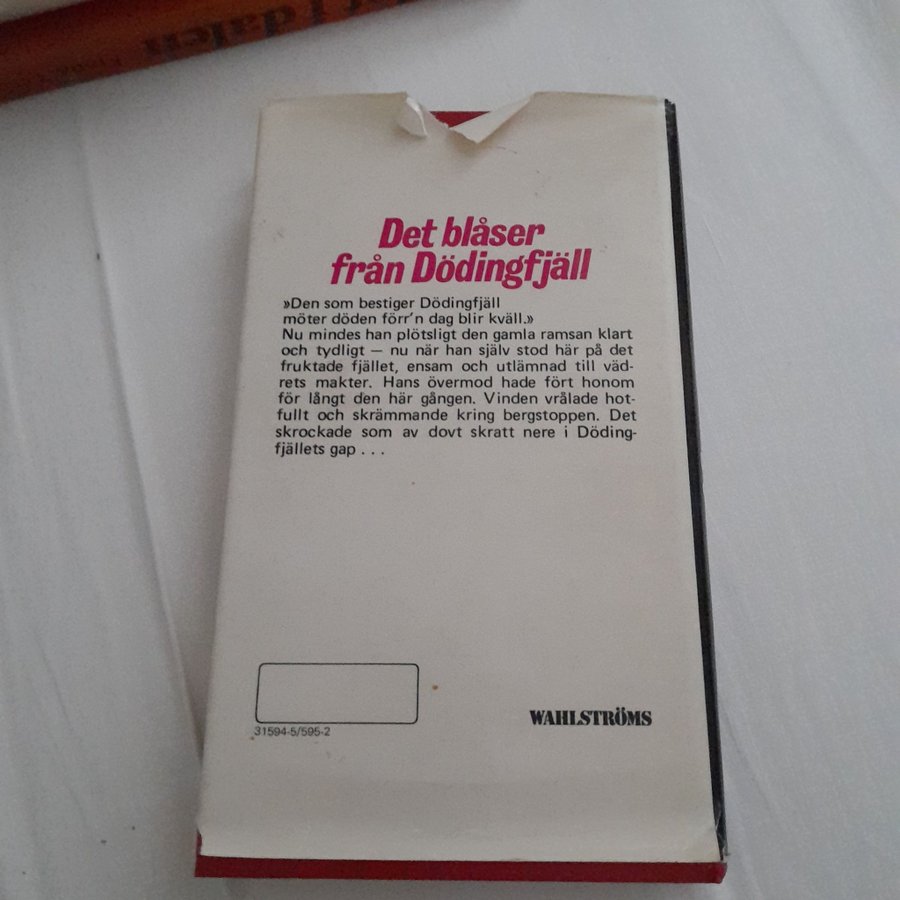 i dalen
Det blåser
från Dödingfjäll
»Den som bestiger Dödingfjäll
möter döden förr'n dag blir kväll.»
Nu mindes han plötsligt den gamla ramsan klart
och tydligt — nu när han själv stod här på det
fruktade fjället, ensam och utlämnad till väd-
rets makter. Hans övermod hade fört honom
för långt den här gången. Vinden vrålade hot-
fullt och skrämmande kring bergstoppen. Det
skrockade som av dovt skratt nere i Döding-
fjällets gap . . .
31594-5/595-2
WAHLSTRÖMS